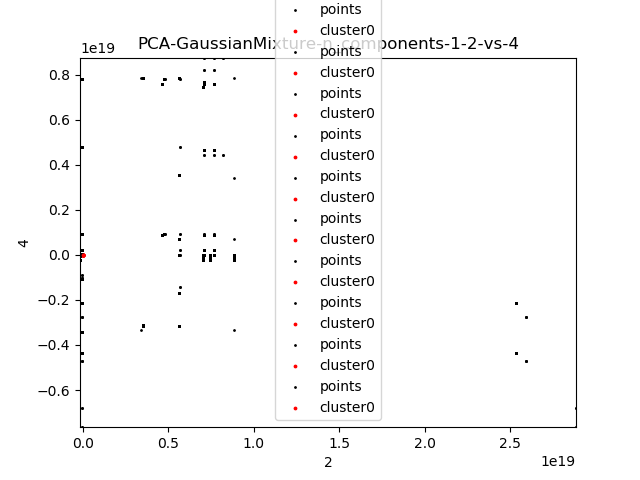 points
cluster0
PCA-GaussianMixture-n_components-1-2-vs-4
1e19
points
cluster0
points
cluster0
points
cluster0
points
cluster0
points
cluster0
points
cluster0
points
cluster0
points
cluster0
points
cluster0
0.8
0.6
0.4
0.2
0.0
−0.2
−0.4
−0.6
4
0.0
0.5
1.0
1.5
2.0
2.5
2
1e19